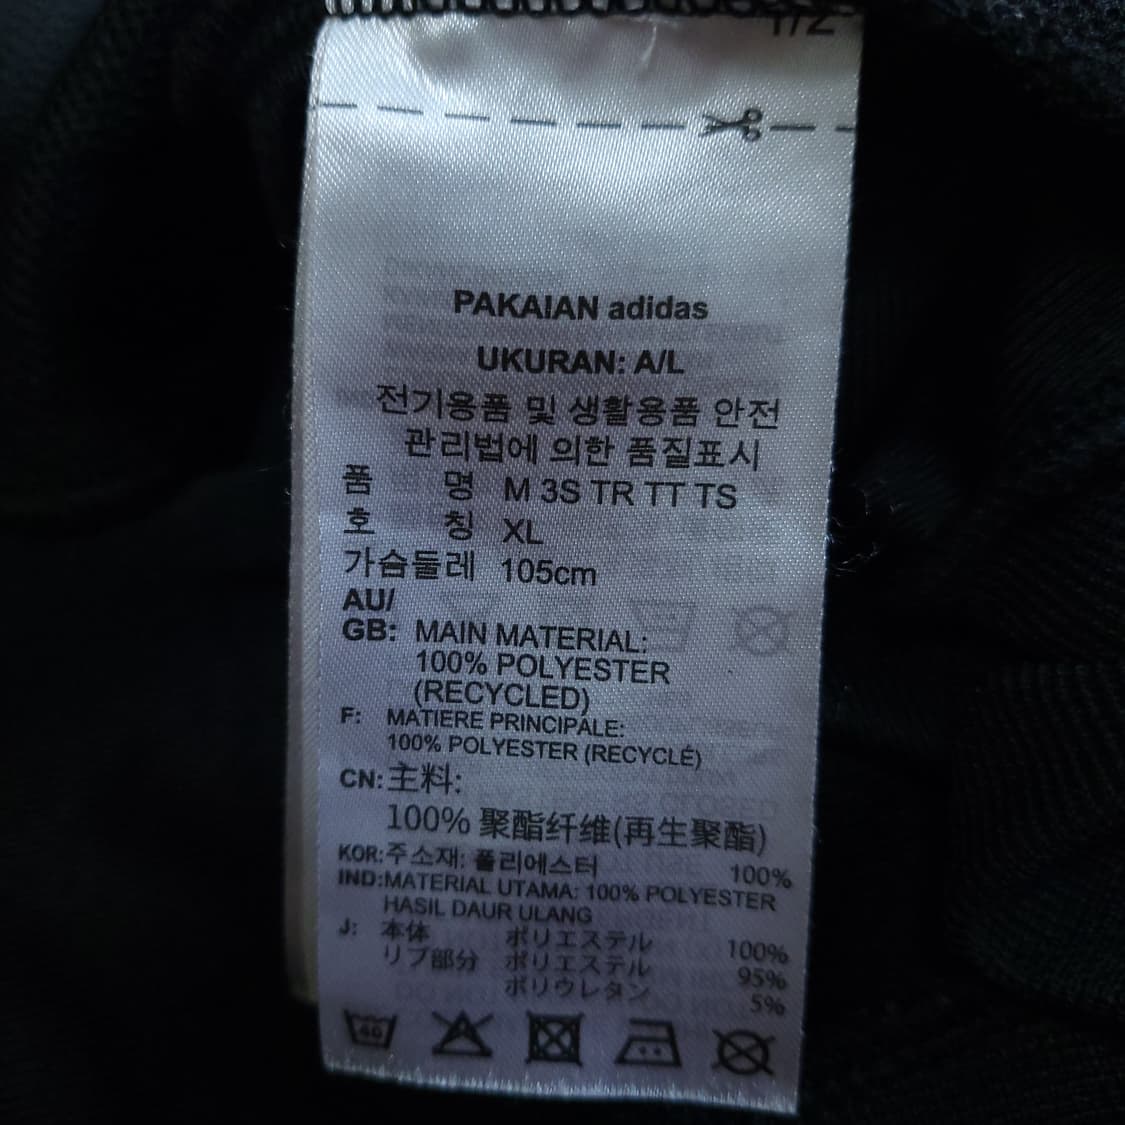 1/2
PAKAIAN adidas
UKURAN: A/L
전기용품 및 생활용품 안전
관리법에 의한 품질표시
품 명 M 3S TR TT TS
호 칭 XL
가슴둘레 105cm
AU/
GB: MAIN MATERIAL:
100% POLYESTER
(RECYCLED)
F: MATIERE PRINCIPALE:
100% POLYESTER (RECYCLÉ)
CN: 主料:
100% 聚酯纤维(再生聚酯)
KOR: 주소재: 폴리에스터 100%
IND: MATERIAL UTAMA: 100% POLYESTER
HASIL DAUR ULANG
J: 本体 ポリエステル 100%
リブ部分 ポリエステル 95%
ポリウレタン 5%
40